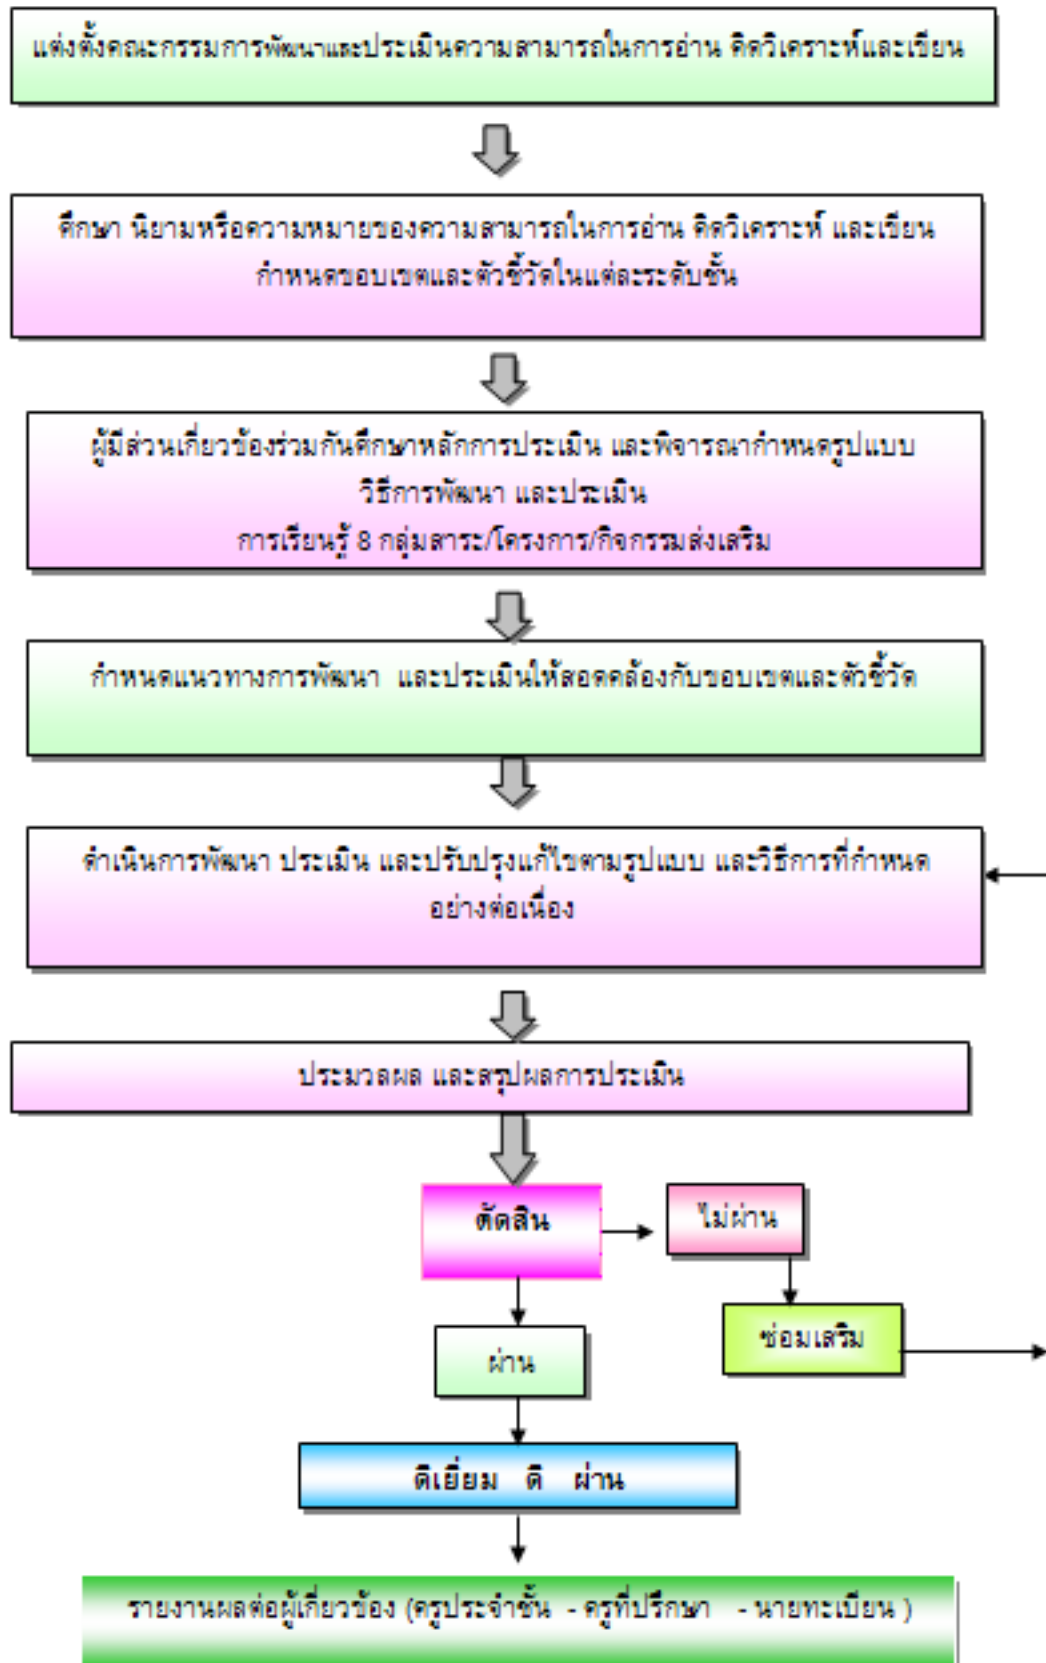 แต่งตั้งคณะกรรมการพัฒนาและประเมินความสามารถในการอ่าน คิดวิเคราะห์และเขียน
ศึกษา นิยามหรือความหมายของความสามารถในการอ่าน คิดวิเคราะห์ และเขียน
กำหนดขอบเขตและตัวชี้วัดในแต่ละระดับชั้น
ผู้มีส่วนเกี่ยวข้องร่วมกันศึกษาหลักการประเมิน และพิจารณากำหนดรูปแบบ
วิธีการพัฒนา และประเมิน
การเรียนรู้ 8 กลุ่มสาระ/โครงการ/กิจกรรมส่งเสริม
กำหนดแนวทางการพัฒนา และประเมินให้สอดคล้องกับขอบเขตและตัวชี้วัด
ดำเนินการพัฒนา ประเมิน และปรับปรุงแก้ไขตามรูปแบบ และวิธีการที่กำหนด
อย่างต่อเนื่อง
ประมวลผล และสรุปผลการประเมิน
ตัดสิน
ไม่ผ่าน
ซ่อมเสริม
ผ่าน
ดีเยี่ยม ดี ผ่าน
รายงานผลต่อผู้เกี่ยวข้อง (ครูประจำชั้น - ครูที่ปรึกษา - นายทะเบียน )